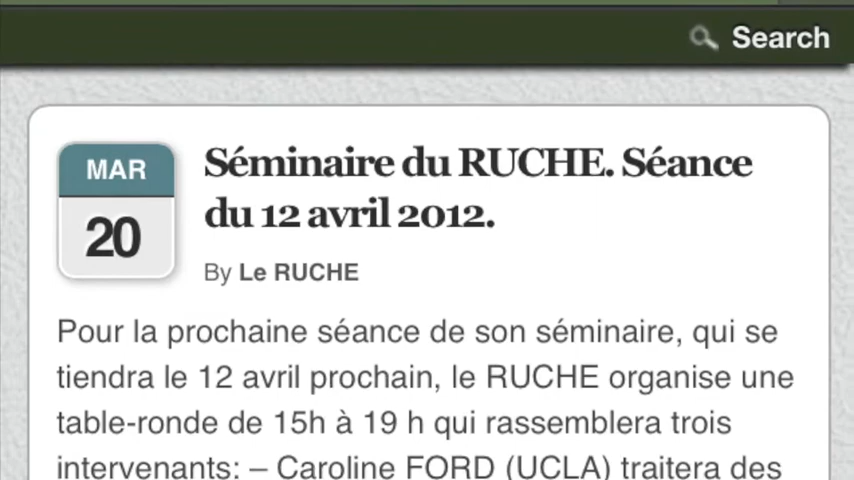 Search
MAR
20
Séminaire du RUCHE. Séance
du 12 avril 2012.
By Le RUCHE
Pour la prochaine séance de son séminaire, qui se
tiendra le 12 avril prochain, le RUCHE organise une
table-ronde de 15h à 19 h qui rassemblera trois
intervenants: – Caroline FORD (UCLA) traitera des